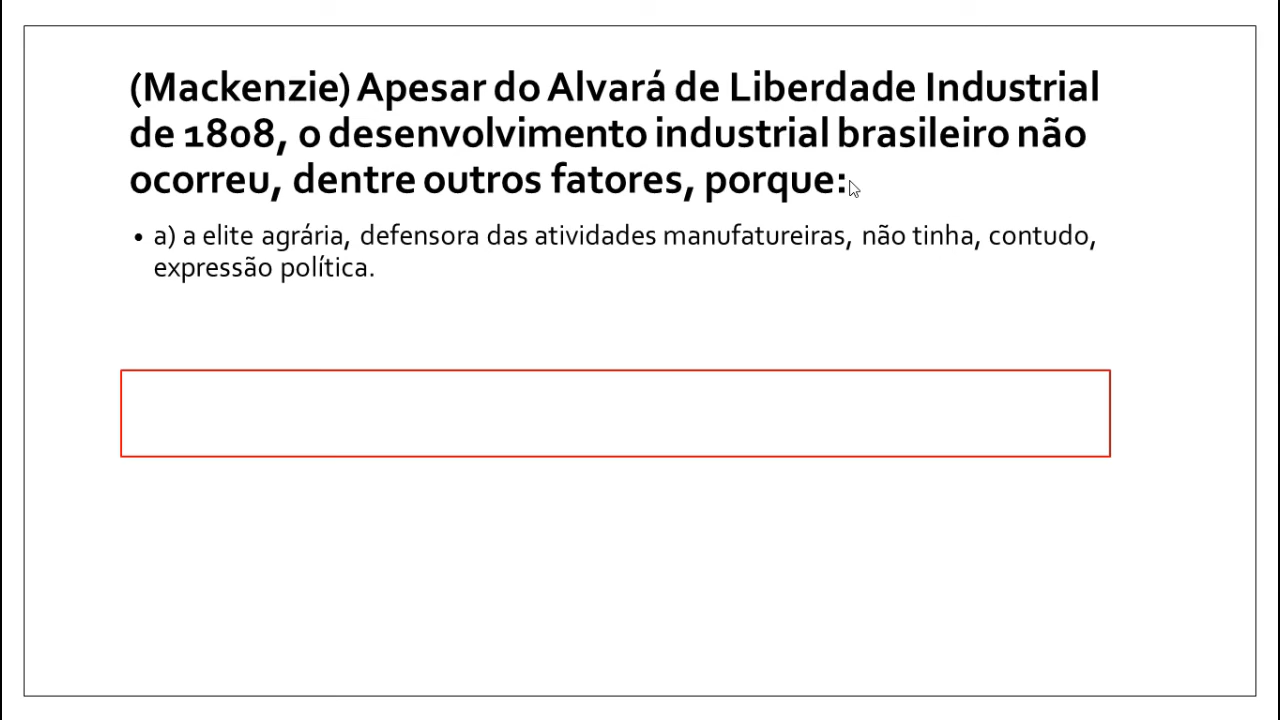 (Mackenzie) Apesar do Alvará de Liberdade Industrial
de 1808, o desenvolvimento industrial brasileiro não
ocorreu, dentre outros fatores, porque:
• a) a elite agrária, defensora das atividades manufatureiras, não tinha, contudo,
expressão política.